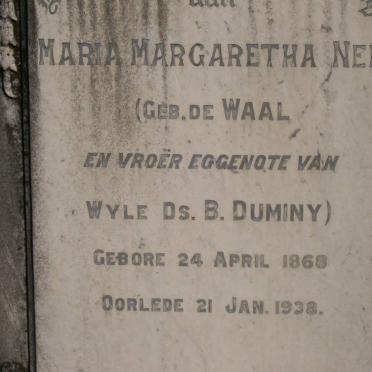 aan
MARIA MARGARETHA NE
(GEB. DE WAAL
EN VROËR EGGENOTE VAN
WYLE DS. B. DUMINY)
GEBORE 24 APRIL 1868
OORLEDE 21 JAN. 1938.